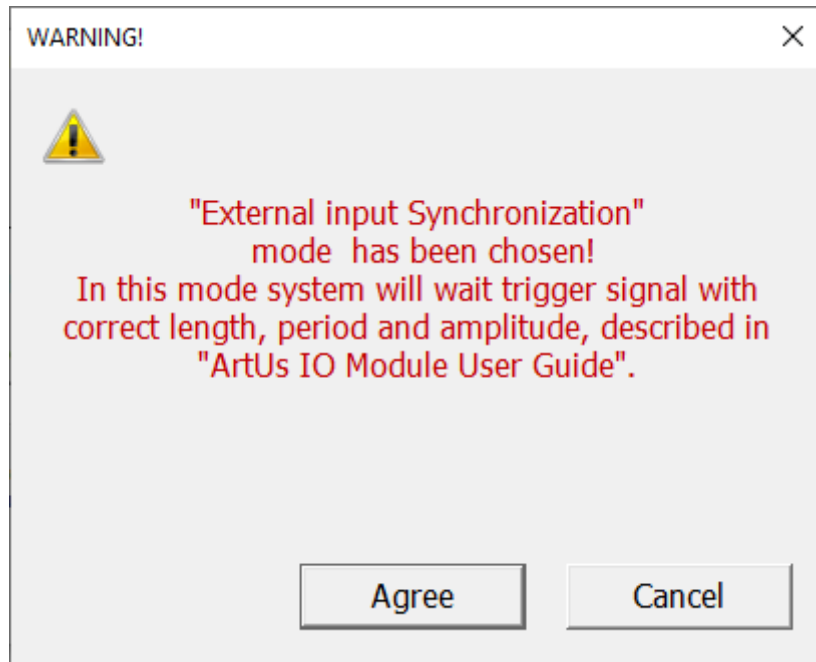 WARNING!
"External input Synchronization"
mode  has been chosen!
In this mode system will wait trigger signal with
correct length, period and amplitude, described in
"ArtUs IO Module User Guide".
Agree
Cancel